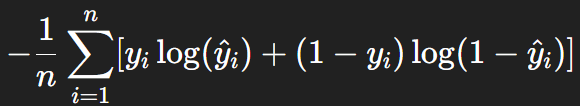 $-\frac{1}{n}\sum_{i=1}^{n}[y_i \log(\hat{y}_i) + (1 - y_i)\log(1 - \hat{y}_i)]$